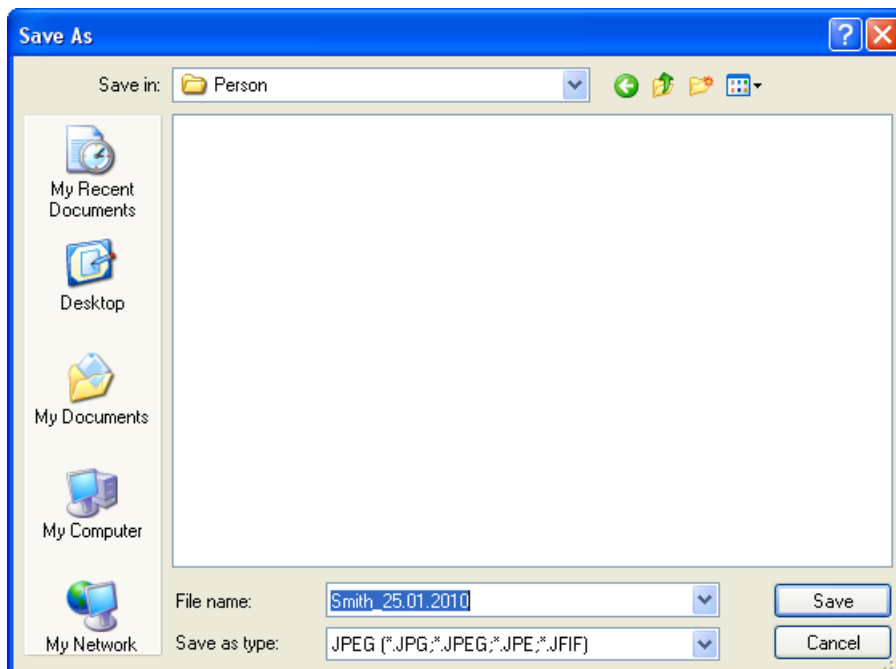 Save As
Save in:
Person
My Recent
Documents
Desktop
My Documents
My Computer
My Network
File name:
Smith_25.01.2010
Save
Save as type:
JPEG (*.JPG;*.JPEG;*.JPE;*.JFIF)
Cancel